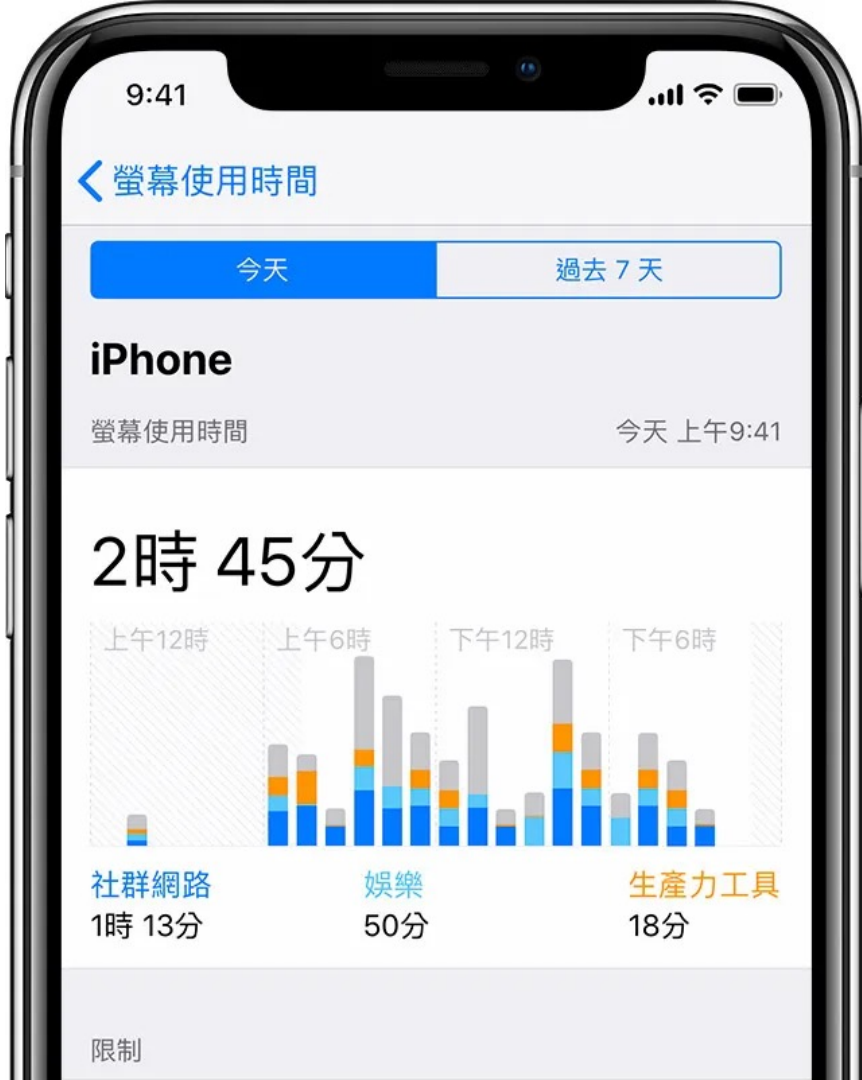 9:41
螢幕使用時間
今天 過去 7 天
iPhone
螢幕使用時間 今天 上午9:41
2時 45分
上午12時 上午6時 下午12時 下午6時
社群網路 娛樂 生產力工具
1時 13分 50分 18分
限制